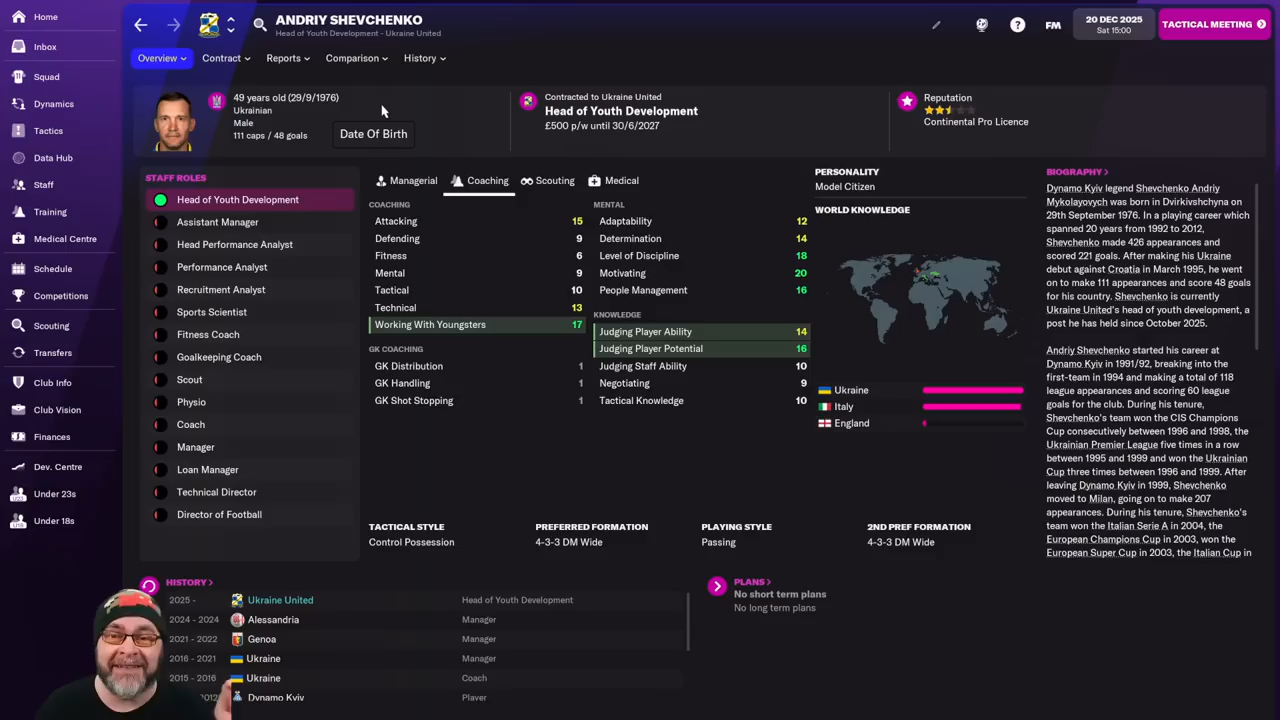 Home
Inbox
Squad
Dynamics
Tactics
Data Hub
Staff
Training
Medical Centre
Schedule
Competitions
Scouting
Transfers
Club Info
Club Vision
Finances
Dev. Centre
Under 23s
Under 18s
ANDRIY SHEVCHENKO
Head of Youth Development - Ukraine United
?
FM
20 DEC 2025
Sat 15:00
TACTICAL MEETING
Overview
Contract
Reports
Comparison
History
49 years old (29/9/1976)
Ukrainian
Male
111 caps / 48 goals
Date Of Birth
Contracted to Ukraine United
Head of Youth Development
£500 p/w until 30/6/2027
Reputation
Continental Pro Licence
STAFF ROLES
Head of Youth Development
Assistant Manager
Head Performance Analyst
Performance Analyst
Recruitment Analyst
Sports Scientist
Fitness Coach
Goalkeeping Coach
Scout
Physio
Coach
Manager
Loan Manager
Technical Director
Director of Football
Managerial
Coaching
Scouting
Medical
COACHING
Attacking 15
Defending 9
Fitness 6
Mental 9
Tactical 10
Technical 13
Working With Youngsters 17
GK COACHING
GK Distribution 1
GK Handling 1
GK Shot Stopping 1
MENTAL
Adaptability 12
Determination 14
Level of Discipline 18
Motivating 20
People Management 16
KNOWLEDGE
Judging Player Ability 14
Judging Player Potential 16
Judging Staff Ability 10
Negotiating 9
Tactical Knowledge 10
PERSONALITY
Model Citizen
WORLD KNOWLEDGE
Ukraine
Italy
England
BIOGRAPHY >
Dynamo Kyiv legend Shevchenko Andriy
Mykolayovych was born in Dvirkivshchyna on
29th September 1976. In a playing career which
spanned 20 years from 1992 to 2012,
Shevchenko made 426 appearances and
scored 221 goals. After making his Ukraine
debut against Croatia in March 1995, he went
on to make 111 appearances and score 48 goals
for his country. Shevchenko is currently
Ukraine United's head of youth development, a
post he has held since October 2025.
Andriy Shevchenko started his career at
Dynamo Kyiv in 1991/92, breaking into the
first-team in 1994 and making a total of 118
league appearances and scoring 60 league
goals for the club. During his tenure,
Shevchenko's team won the CIS Champions
Cup consecutively between 1996 and 1998, the
Ukrainian Premier League five times in a row
between 1995 and 1999 and won the Ukrainian
Cup three times between 1996 and 1999. After
leaving Dynamo Kyiv in 1999, Shevchenko
moved to Milan, going on to make 207
appearances. During his tenure, Shevchenko's
team won the Italian Serie A in 2004, the
European Champions Cup in 2003, won the
European Super Cup in 2003, the Italian Cup in
TACTICAL STYLE
Control Possession
PREFERRED FORMATION
4-3-3 DM Wide
PLAYING STYLE
Passing
2ND PREF FORMATION
4-3-3 DM Wide
HISTORY >
2025 - Ukraine United Head of Youth Development
2024 - 2024 Alessandria Manager
2021 - 2022 Genoa Manager
2016 - 2021 Ukraine Manager
2015 - 2016 Ukraine Coach
Dynamo Kyiv Player
PLANS >
No short term plans
No long term plans